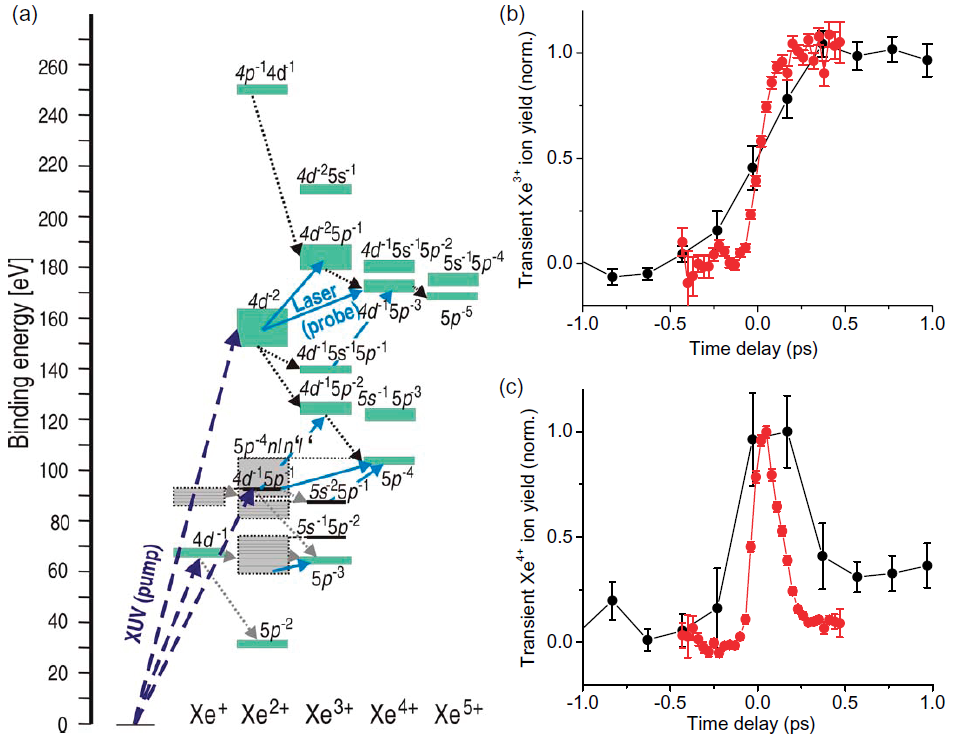 (a)
Binding energy [eV]
260
240
220
200
180
160
140
120
100
80
60
40
20
0
4p⁻¹4d⁻¹
4d⁻²5s⁻¹
4d⁻²5p⁻¹
4d⁻¹5s⁻¹5p⁻²
5s⁻¹5p⁻⁴
4d⁻²
Laser
(probe)
4d⁻¹5p⁻³
5p⁻⁵
4d⁻¹5s⁻¹5p⁻¹
4d⁻¹5p⁻²
5s⁻¹5p⁻³
5p⁻⁴nl n'l'
4d⁻¹5p⁻¹
5s⁻²5p⁻¹
5p⁻⁴
4d⁻¹
5s⁻¹5p⁻²
5p⁻³
5p⁻²
XUV (pump)
Xe⁺
Xe²⁺
Xe³⁺
Xe⁴⁺
Xe⁵⁺
(b)
Transient Xe³⁺ ion yield (norm.)
1.0
0.5
0.0
-1.0
-0.5
0.0
0.5
1.0
Time delay (ps)
(c)
Transient Xe⁴⁺ ion yield (norm.)
1.0
0.5
0.0
-1.0
-0.5
0.0
0.5
1.0
Time delay (ps)